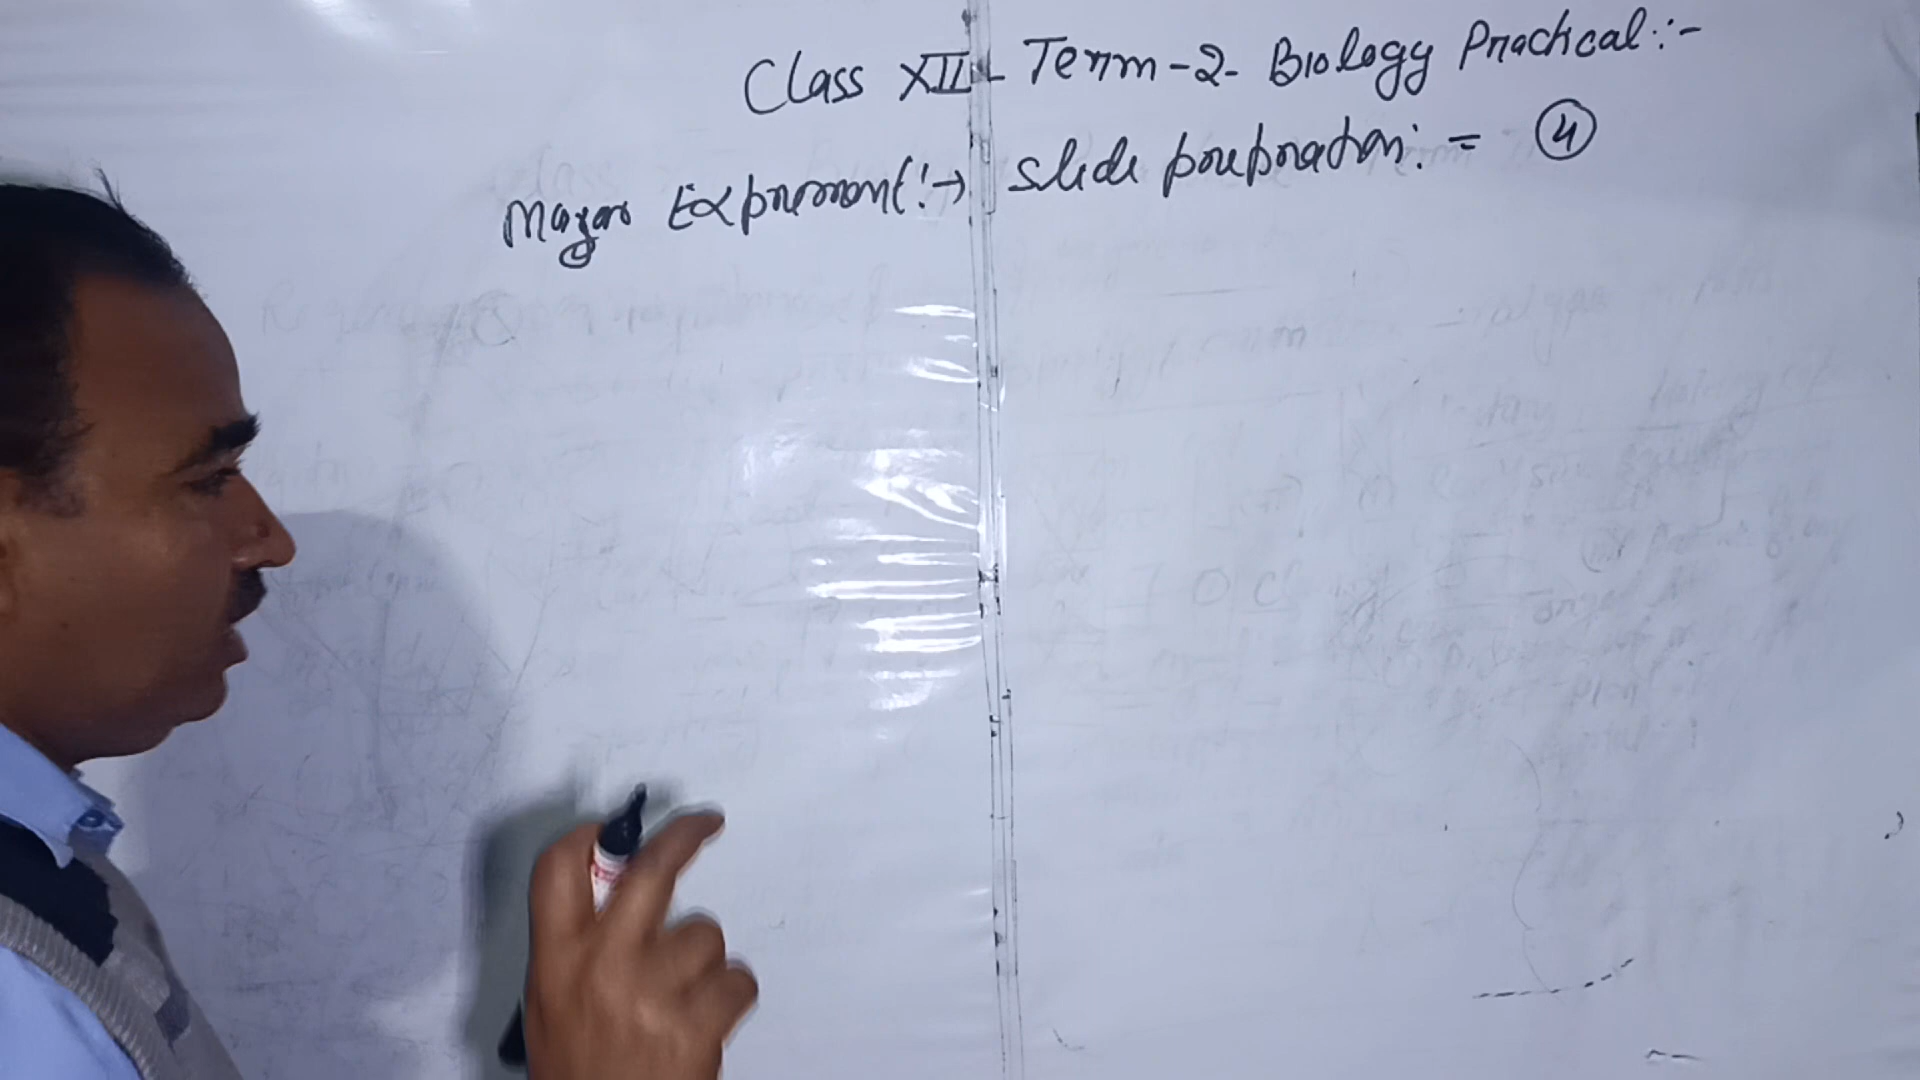 Class XII - Term - 2 - Biology Practical :-
Major Experiment :→ Slide preparation : = ④